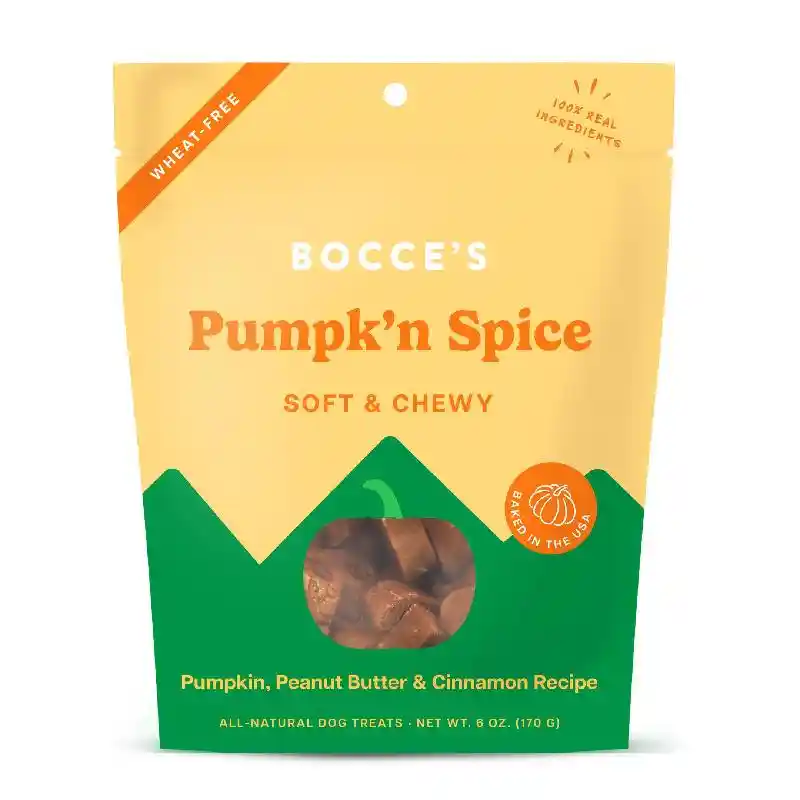 WHEAT-FREE
100% REAL
INGREDIENTS
BOCCE'S
Pumpk'n Spice
SOFT & CHEWY
BAKED IN THE USA
Pumpkin, Peanut Butter & Cinnamon Recipe
ALL-NATURAL DOG TREATS · NET WT. 6 OZ. (170 G)